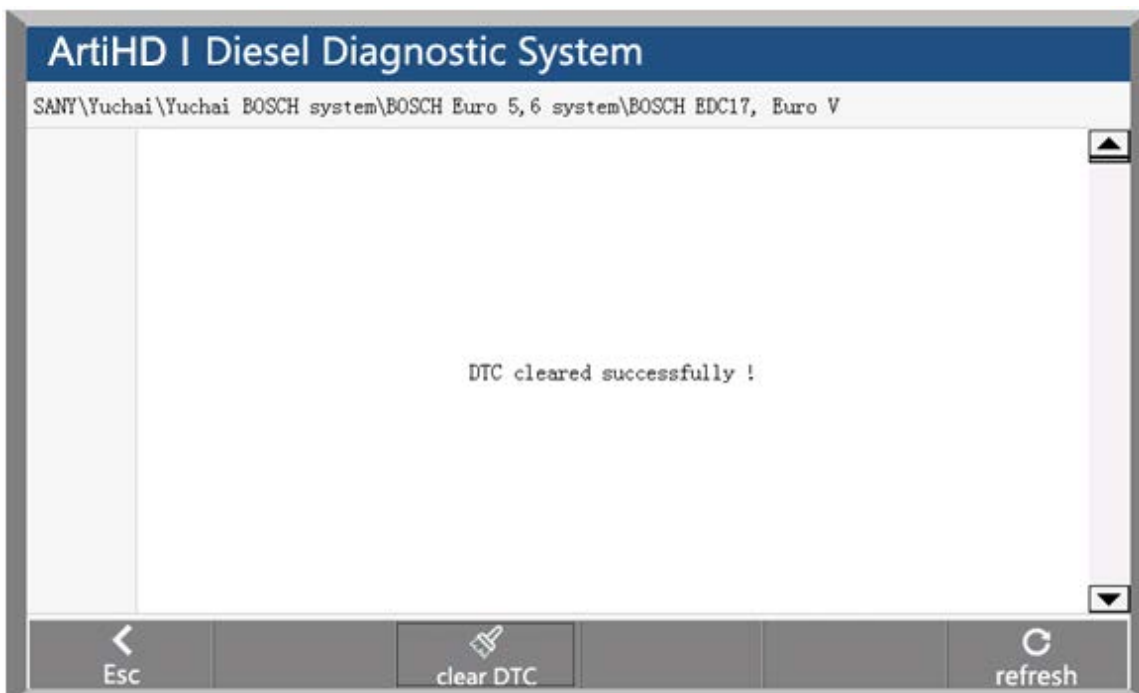 ArtiHD I Diesel Diagnostic System
SANY\Yuchai\Yuchai BOSCH system\BOSCH Euro 5,6 system\BOSCH EDC17, Euro V
DTC cleared successfully !
Esc
clear DTC
refresh